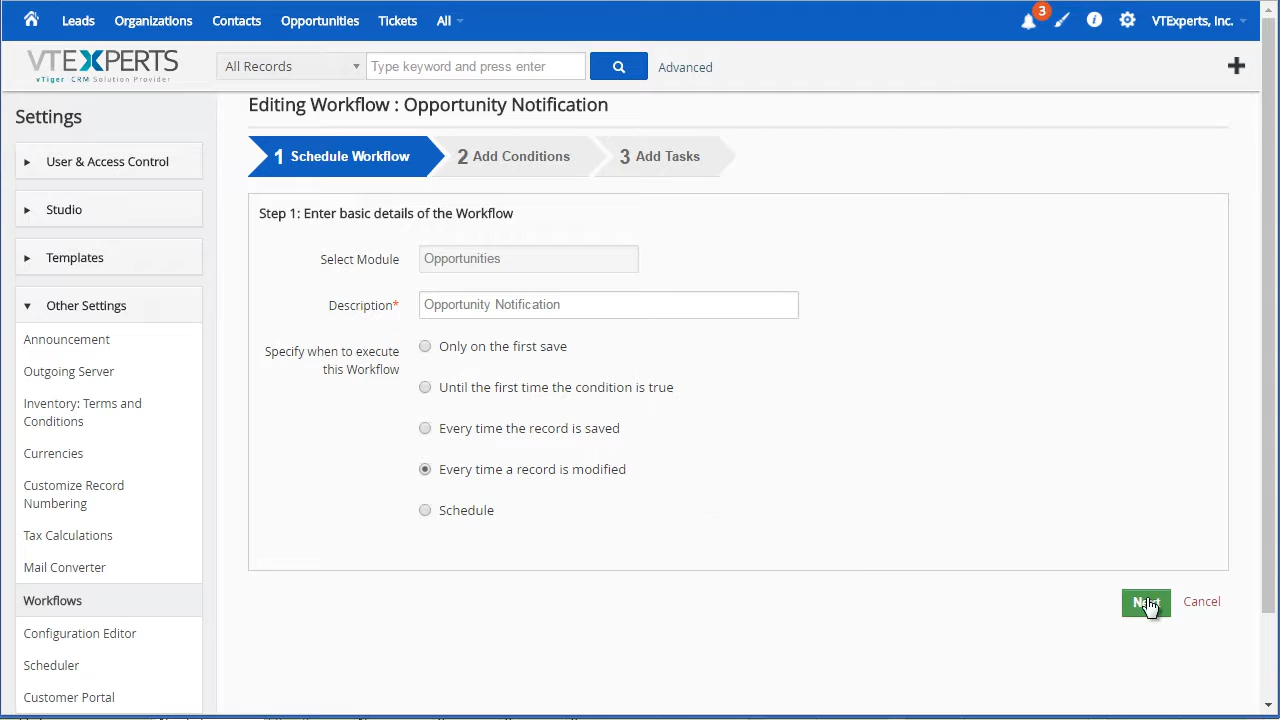 Leads Organizations Contacts Opportunities Tickets All 3 VTExperts, Inc.
VTEXPERTS
vTiger CRM Solution Provider
All Records Type keyword and press enter Advanced
Settings
User & Access Control
Studio
Templates
Other Settings
Announcement
Outgoing Server
Inventory: Terms and
Conditions
Currencies
Customize Record
Numbering
Tax Calculations
Mail Converter
Workflows
Configuration Editor
Scheduler
Customer Portal
Editing Workflow : Opportunity Notification
1 Schedule Workflow 2 Add Conditions 3 Add Tasks
Step 1: Enter basic details of the Workflow
Select Module Opportunities
Description* Opportunity Notification
Specify when to execute
this Workflow
Only on the first save
Until the first time the condition is true
Every time the record is saved
Every time a record is modified
Schedule
Next Cancel